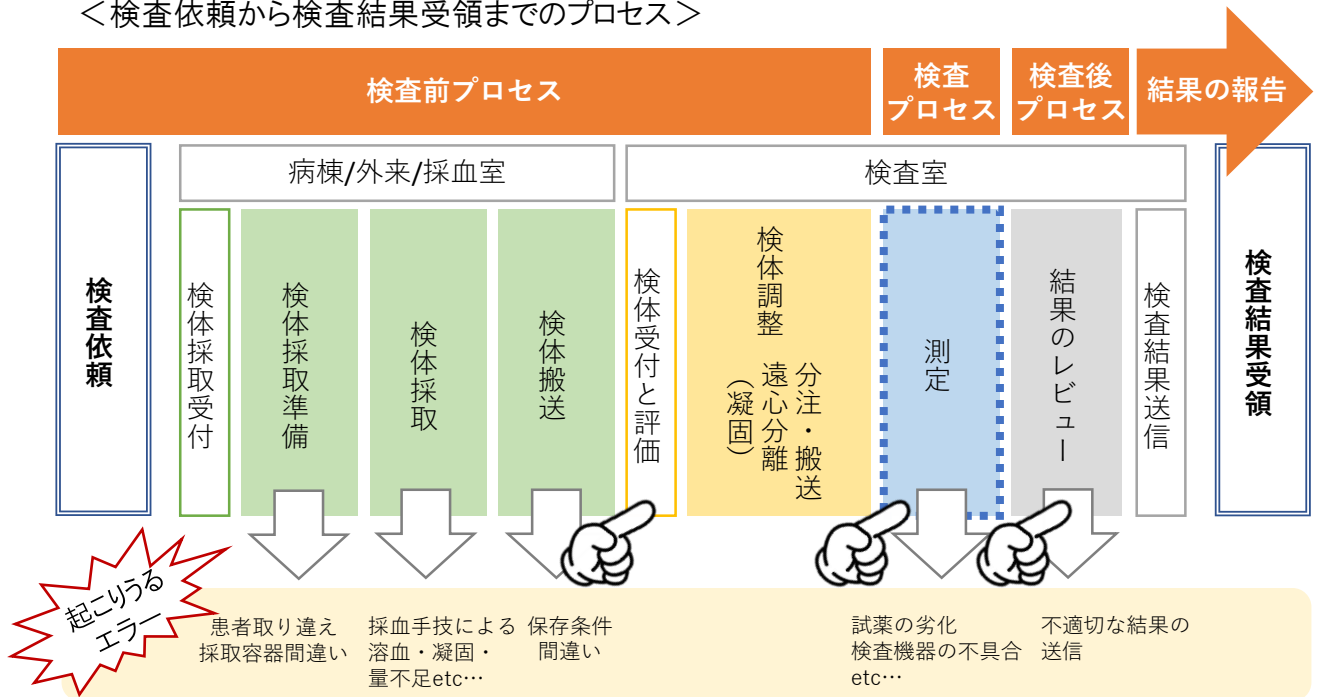 ＜検査依頼から検査結果受領までのプロセス＞
検査前プロセス
検査
プロセス
検査後
プロセス
結果の報告
病棟/外来/採血室
検査室
検査依頼
検体採取受付
検体採取準備
検体採取
検体搬送
検体受付と評価
検体調整
分注・搬送
遠心分離
（凝固）
測定
結果のレビュー
検査結果送信
検査結果受領
起こりうる
エラー
患者取り違え
採取容器間違い
採血手技による
溶血・凝固・
量不足etc…
保存条件
間違い
試薬の劣化
検査機器の不具合
etc…
不適切な結果の
送信